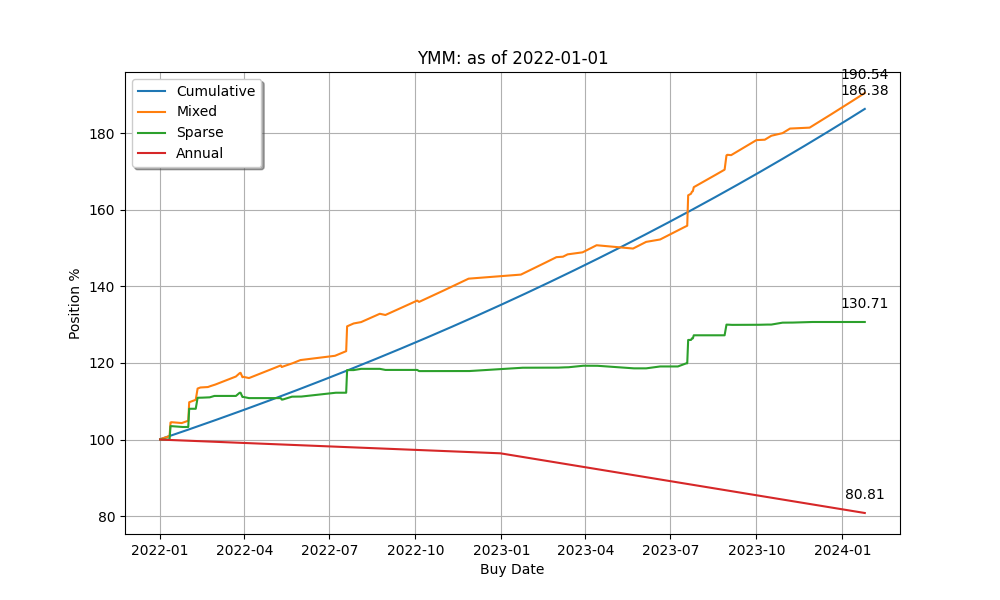 YMM: as of 2022-01-01
Cumulative
Mixed
Sparse
Annual
190.54
186.38
130.71
80.81
180
160
140
120
100
80
Position %
2022-01 2022-04 2022-07 2022-10 2023-01 2023-04 2023-07 2023-10 2024-01
Buy Date